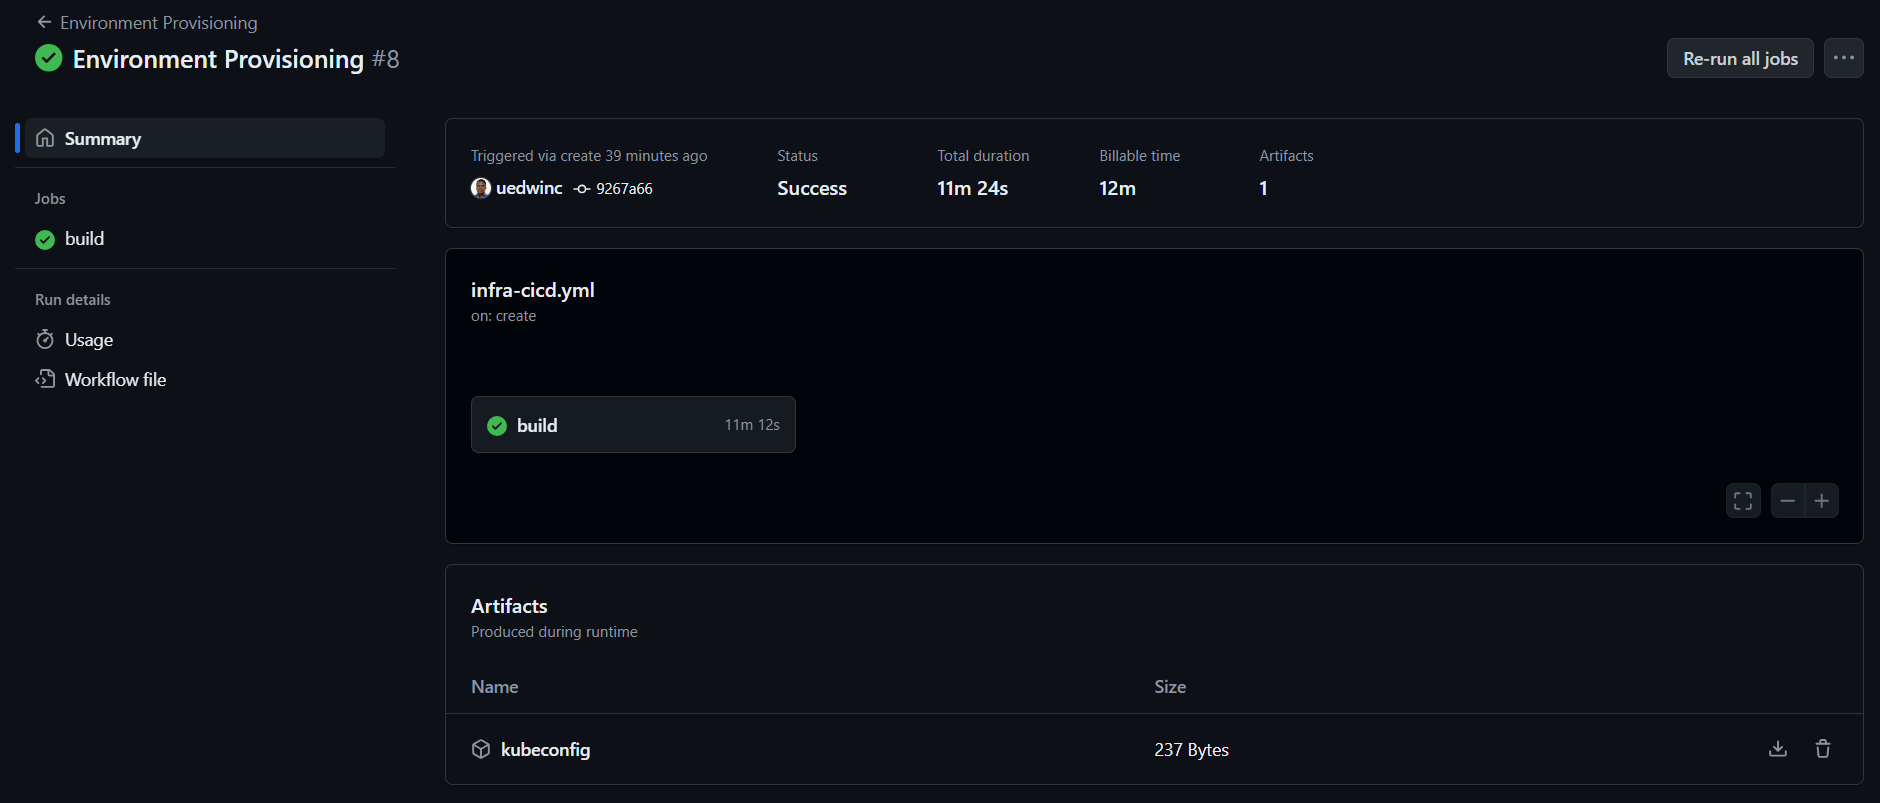 Environment Provisioning
Environment Provisioning #8
Re-run all jobs
Summary
Jobs
build
Run details
Usage
Workflow file
Triggered via create 39 minutes ago
uedwinc 9267a66
Status
Success
Total duration
11m 24s
Billable time
12m
Artifacts
1
infra-cicd.yml
on: create
build 11m 12s
Artifacts
Produced during runtime
Name Size
kubeconfig 237 Bytes